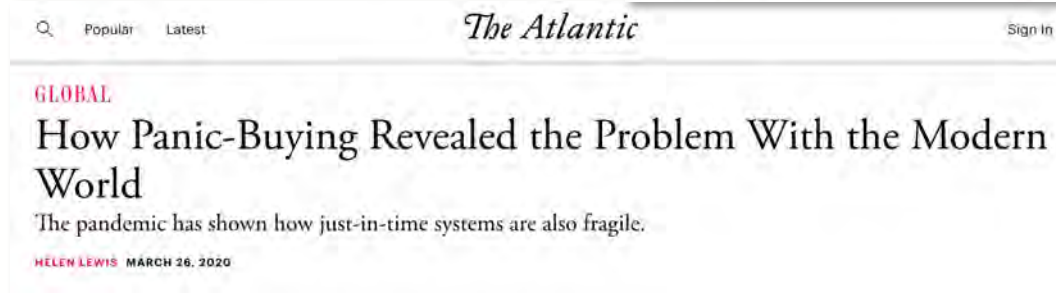 Popular Latest The Atlantic Sign In
GLOBAL
How Panic-Buying Revealed the Problem With the Modern
World
The pandemic has shown how just-in-time systems are also fragile.
HELEN LEWIS MARCH 26, 2020